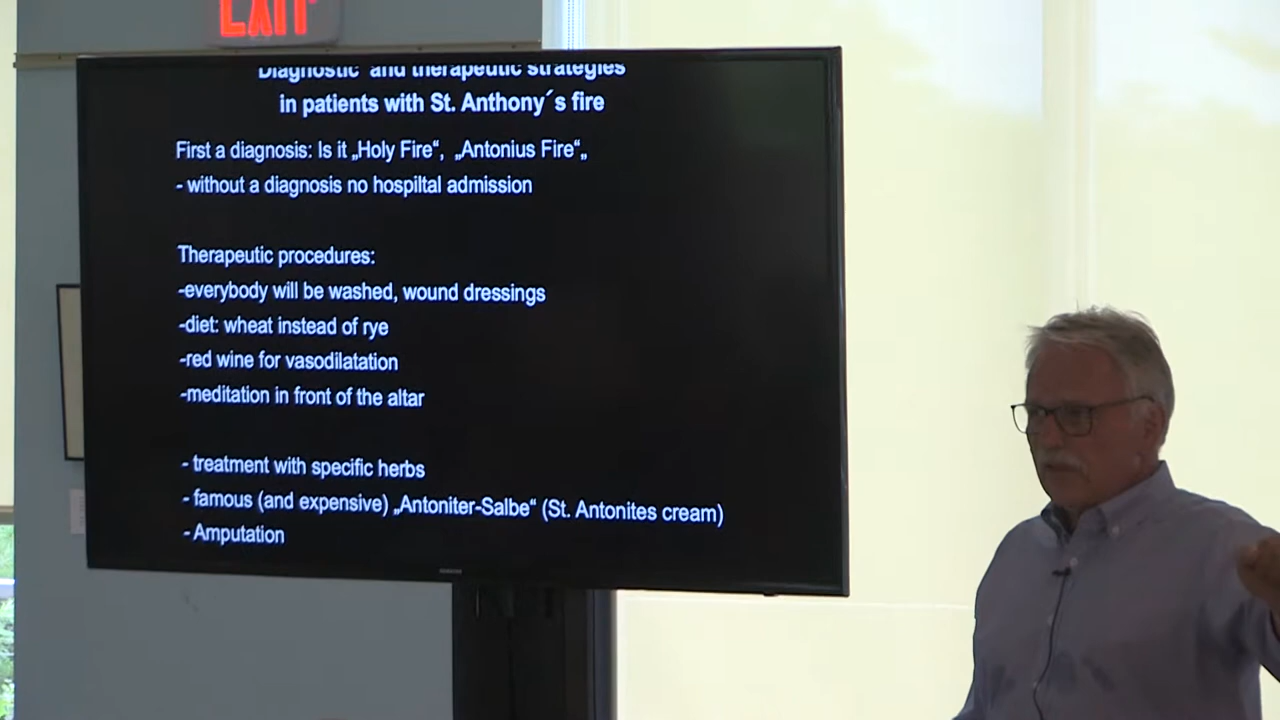 EXIT
Diagnostic and therapeutic strategies
in patients with St. Anthony´s fire
First a diagnosis: Is it „Holy Fire“, „Antonius Fire“„
- without a diagnosis no hospiltal admission
Therapeutic procedures:
-everybody will be washed, wound dressings
-diet: wheat instead of rye
-red wine for vasodilatation
-meditation in front of the altar
- treatment with specific herbs
- famous (and expensive) „Antoniter-Salbe“ (St. Antonites cream)
- Amputation